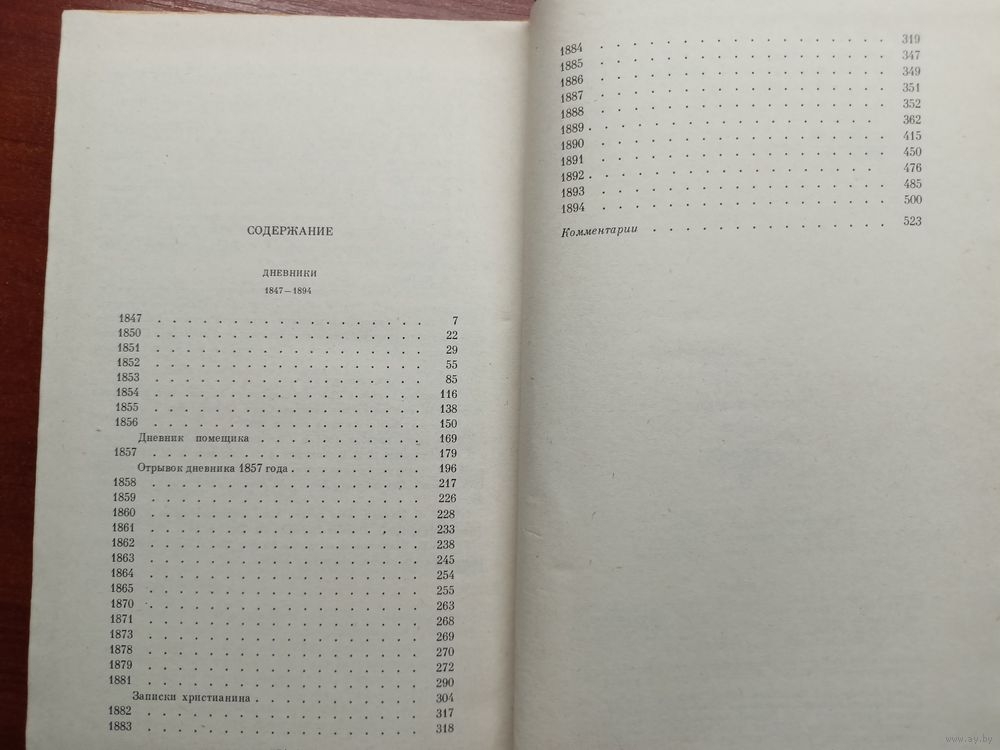 СОДЕРЖАНИЕ
ДНЕВНИКИ
1847—1894
1847 . . . . . . . . . . . . . . . . . . 7
1850 . . . . . . . . . . . . . . . . . . 22
1851 . . . . . . . . . . . . . . . . . . 29
1852 . . . . . . . . . . . . . . . . . . 55
1853 . . . . . . . . . . . . . . . . . . 85
1854 . . . . . . . . . . . . . . . . . . 116
1855 . . . . . . . . . . . . . . . . . . 138
1856 . . . . . . . . . . . . . . . . . . 150
Дневник помещика . . . . . . . . . . . 169
1857 . . . . . . . . . . . . . . . . . . 179
Отрывок дневника 1857 года . . . . . . . . . 196
1858 . . . . . . . . . . . . . . . . . . 217
1859 . . . . . . . . . . . . . . . . . . 226
1860 . . . . . . . . . . . . . . . . . . 228
1861 . . . . . . . . . . . . . . . . . . 233
1862 . . . . . . . . . . . . . . . . . . 238
1863 . . . . . . . . . . . . . . . . . . 245
1864 . . . . . . . . . . . . . . . . . . 254
1865 . . . . . . . . . . . . . . . . . . 255
1870 . . . . . . . . . . . . . . . . . . 263
1871 . . . . . . . . . . . . . . . . . . 268
1873 . . . . . . . . . . . . . . . . . . 269
1878 . . . . . . . . . . . . . . . . . . 270
1879 . . . . . . . . . . . . . . . . . . 272
1881 . . . . . . . . . . . . . . . . . . 290
Записки христианина . . . . . . . . . . . 304
1882 . . . . . . . . . . . . . . . . . . 317
1883 . . . . . . . . . . . . . . . . . . 318
1884 . . . . . . . . . . . . . . . . . . 319
1885 . . . . . . . . . . . . . . . . . . 347
1886 . . . . . . . . . . . . . . . . . . 349
1887 . . . . . . . . . . . . . . . . . . 351
1888 . . . . . . . . . . . . . . . . . . 352
1889 . . . . . . . . . . . . . . . . . . 362
1890 . . . . . . . . . . . . . . . . . . 415
1891 . . . . . . . . . . . . . . . . . . 450
1892 . . . . . . . . . . . . . . . . . . 476
1893 . . . . . . . . . . . . . . . . . . 485
1894 . . . . . . . . . . . . . . . . . . 500
Комментарии . . . . . . . . . . . . . . 523
www.ay.by